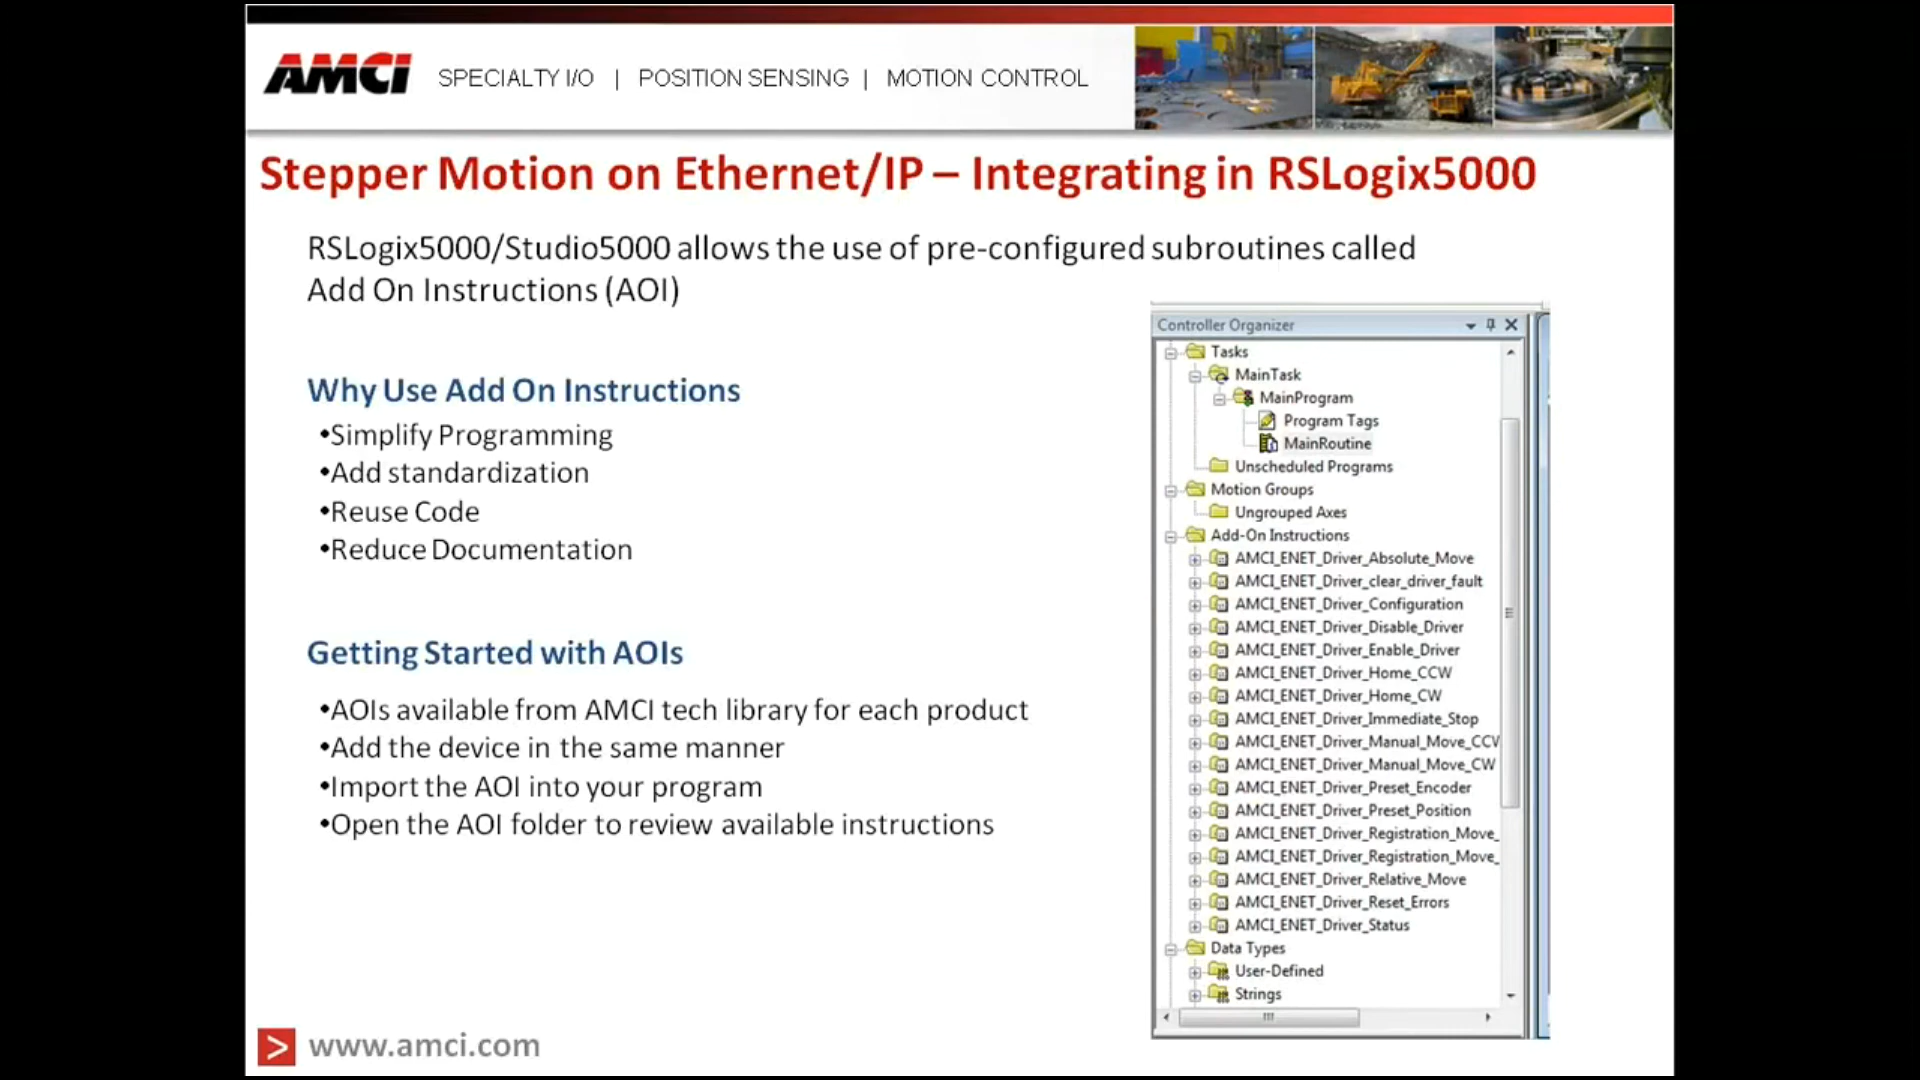 AMCI
SPECIALTY I/O | POSITION SENSING | MOTION CONTROL
Stepper Motion on Ethernet/IP – Integrating in RSLogix5000
RSLogix5000/Studio5000 allows the use of pre-configured subroutines called
Add On Instructions (AOI)
Why Use Add On Instructions
•Simplify Programming
•Add standardization
•Reuse Code
•Reduce Documentation
Getting Started with AOIs
•AOIs available from AMCI tech library for each product
•Add the device in the same manner
•Import the AOI into your program
•Open the AOI folder to review available instructions
Controller Organizer
Tasks
MainTask
MainProgram
Program Tags
MainRoutine
Unscheduled Programs
Motion Groups
Ungrouped Axes
Add-On Instructions
AMCI_ENET_Driver_Absolute_Move
AMCI_ENET_Driver_clear_driver_fault
AMCI_ENET_Driver_Configuration
AMCI_ENET_Driver_Disable_Driver
AMCI_ENET_Driver_Enable_Driver
AMCI_ENET_Driver_Home_CCW
AMCI_ENET_Driver_Home_CW
AMCI_ENET_Driver_Immediate_Stop
AMCI_ENET_Driver_Manual_Move_CCW
AMCI_ENET_Driver_Manual_Move_CW
AMCI_ENET_Driver_Preset_Encoder
AMCI_ENET_Driver_Preset_Position
AMCI_ENET_Driver_Registration_Move_
AMCI_ENET_Driver_Registration_Move_
AMCI_ENET_Driver_Relative_Move
AMCI_ENET_Driver_Reset_Errors
AMCI_ENET_Driver_Status
Data Types
User-Defined
Strings
> www.amci.com